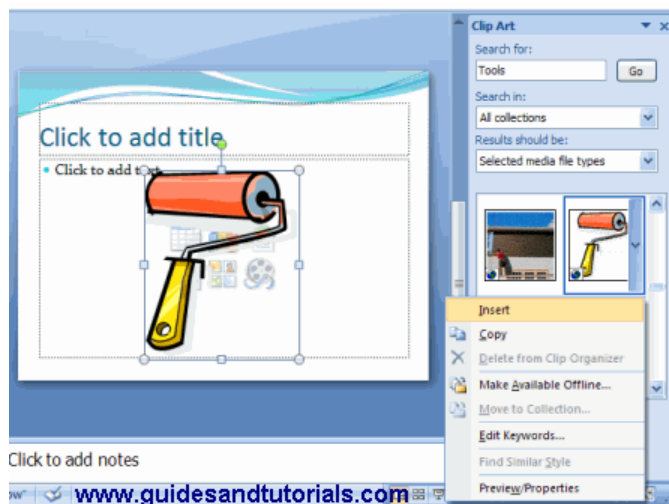 Clip Art
Search for:
Tools
Go
Search in:
All collections
Results should be:
Selected media file types
Click to add title
Click to add text
Insert
Copy
Delete from Clip Organizer
Make Available Offline...
Move to Collection...
Edit Keywords...
Find Similar Style
Preview/Properties
Click to add notes
ow"
www.guidesandtutorials.com